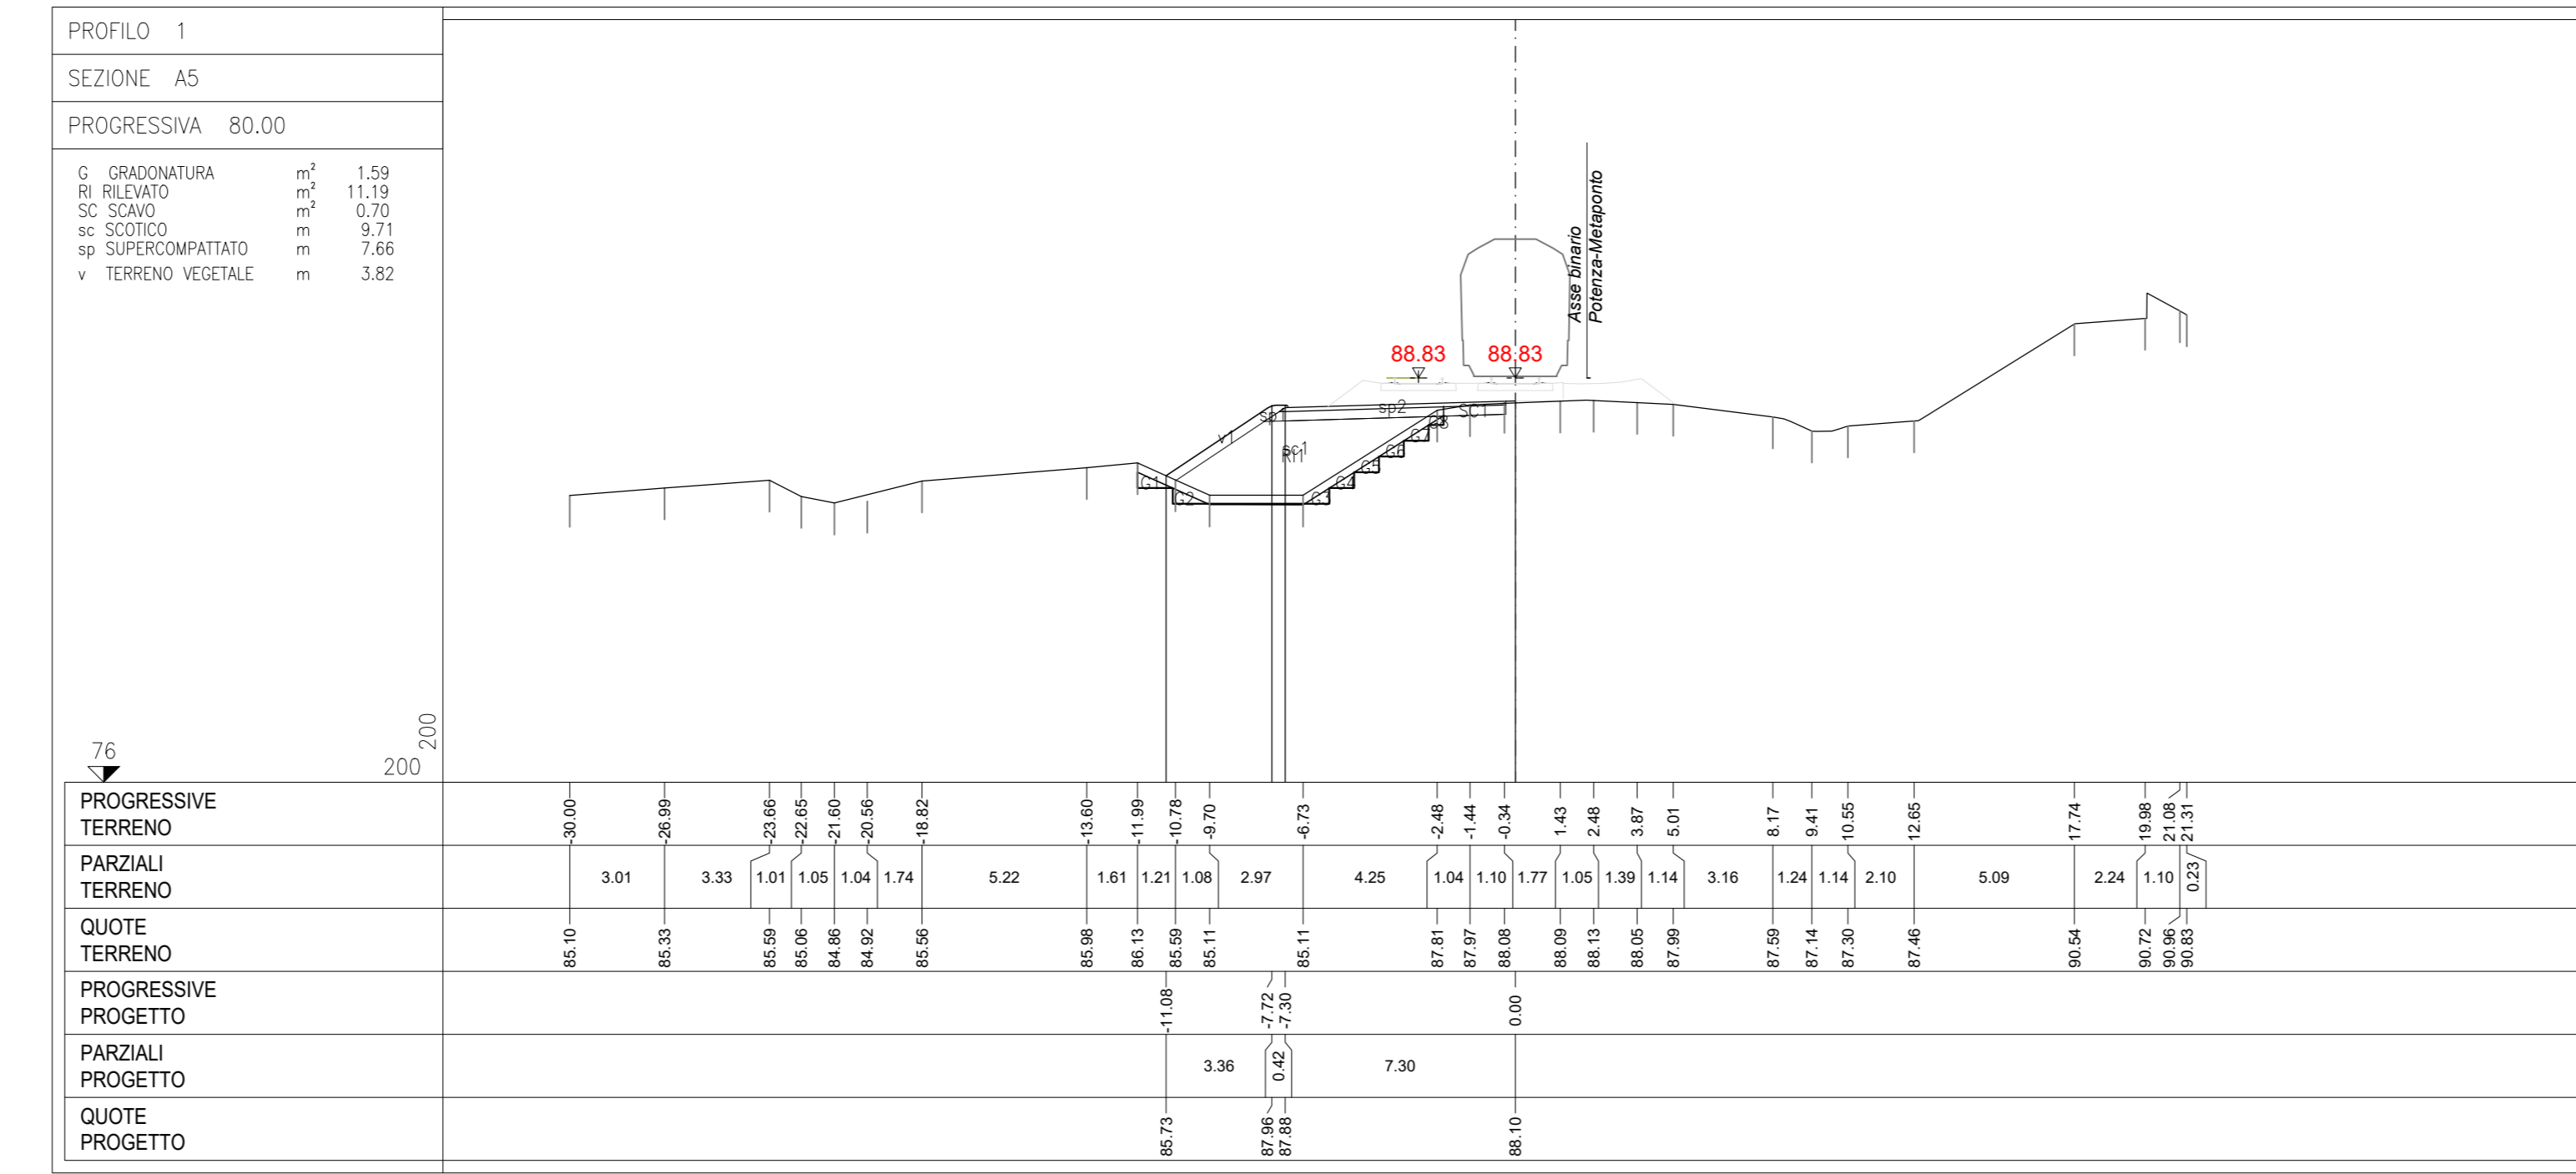 PROFILO 1
SEZIONE A5
PROGRESSIVA 80.00
G GRADONATURA m² 1.59
RI RILEVATO m² 11.19
SC SCAVO m² 0.70
sc SCOTICO m 9.71
sp SUPERCOMPATTATO m 7.66
v TERRENO VEGETALE m 3.82
Asse binario
Potenza-Metaponto
88.83 88.83
sp sp2 SC1
v1 G8
sc1 G7
RI1 G6
G5
G1 G4
G2 G3
200
76 200
PROGRESSIVE
TERRENO
-30.00 -26.99 -23.66 -22.65 -21.60 -20.56 -18.82 -13.60 -11.99 -10.78 -9.70 -6.73 -2.48 -1.44 -0.34 1.43 2.48 3.87 5.01 8.17 9.41 10.55 12.65 17.74 19.98 21.08 21.31
PARZIALI
TERRENO
3.01 3.33 1.01 1.05 1.04 1.74 5.22 1.61 1.21 1.08 2.97 4.25 1.04 1.10 1.77 1.05 1.39 1.14 3.16 1.24 1.14 2.10 5.09 2.24 1.10 0.23
QUOTE
TERRENO
85.10 85.33 85.59 85.06 84.86 84.92 85.56 85.98 86.13 85.59 85.11 85.11 87.81 87.97 88.08 88.09 88.13 88.05 87.99 87.59 87.14 87.30 87.46 90.54 90.72 90.96 90.83
PROGRESSIVE
PROGETTO
-11.08 -7.72 -7.30 0.00
PARZIALI
PROGETTO
3.36 0.42 7.30
QUOTE
PROGETTO
85.73 87.96 87.88 88.10